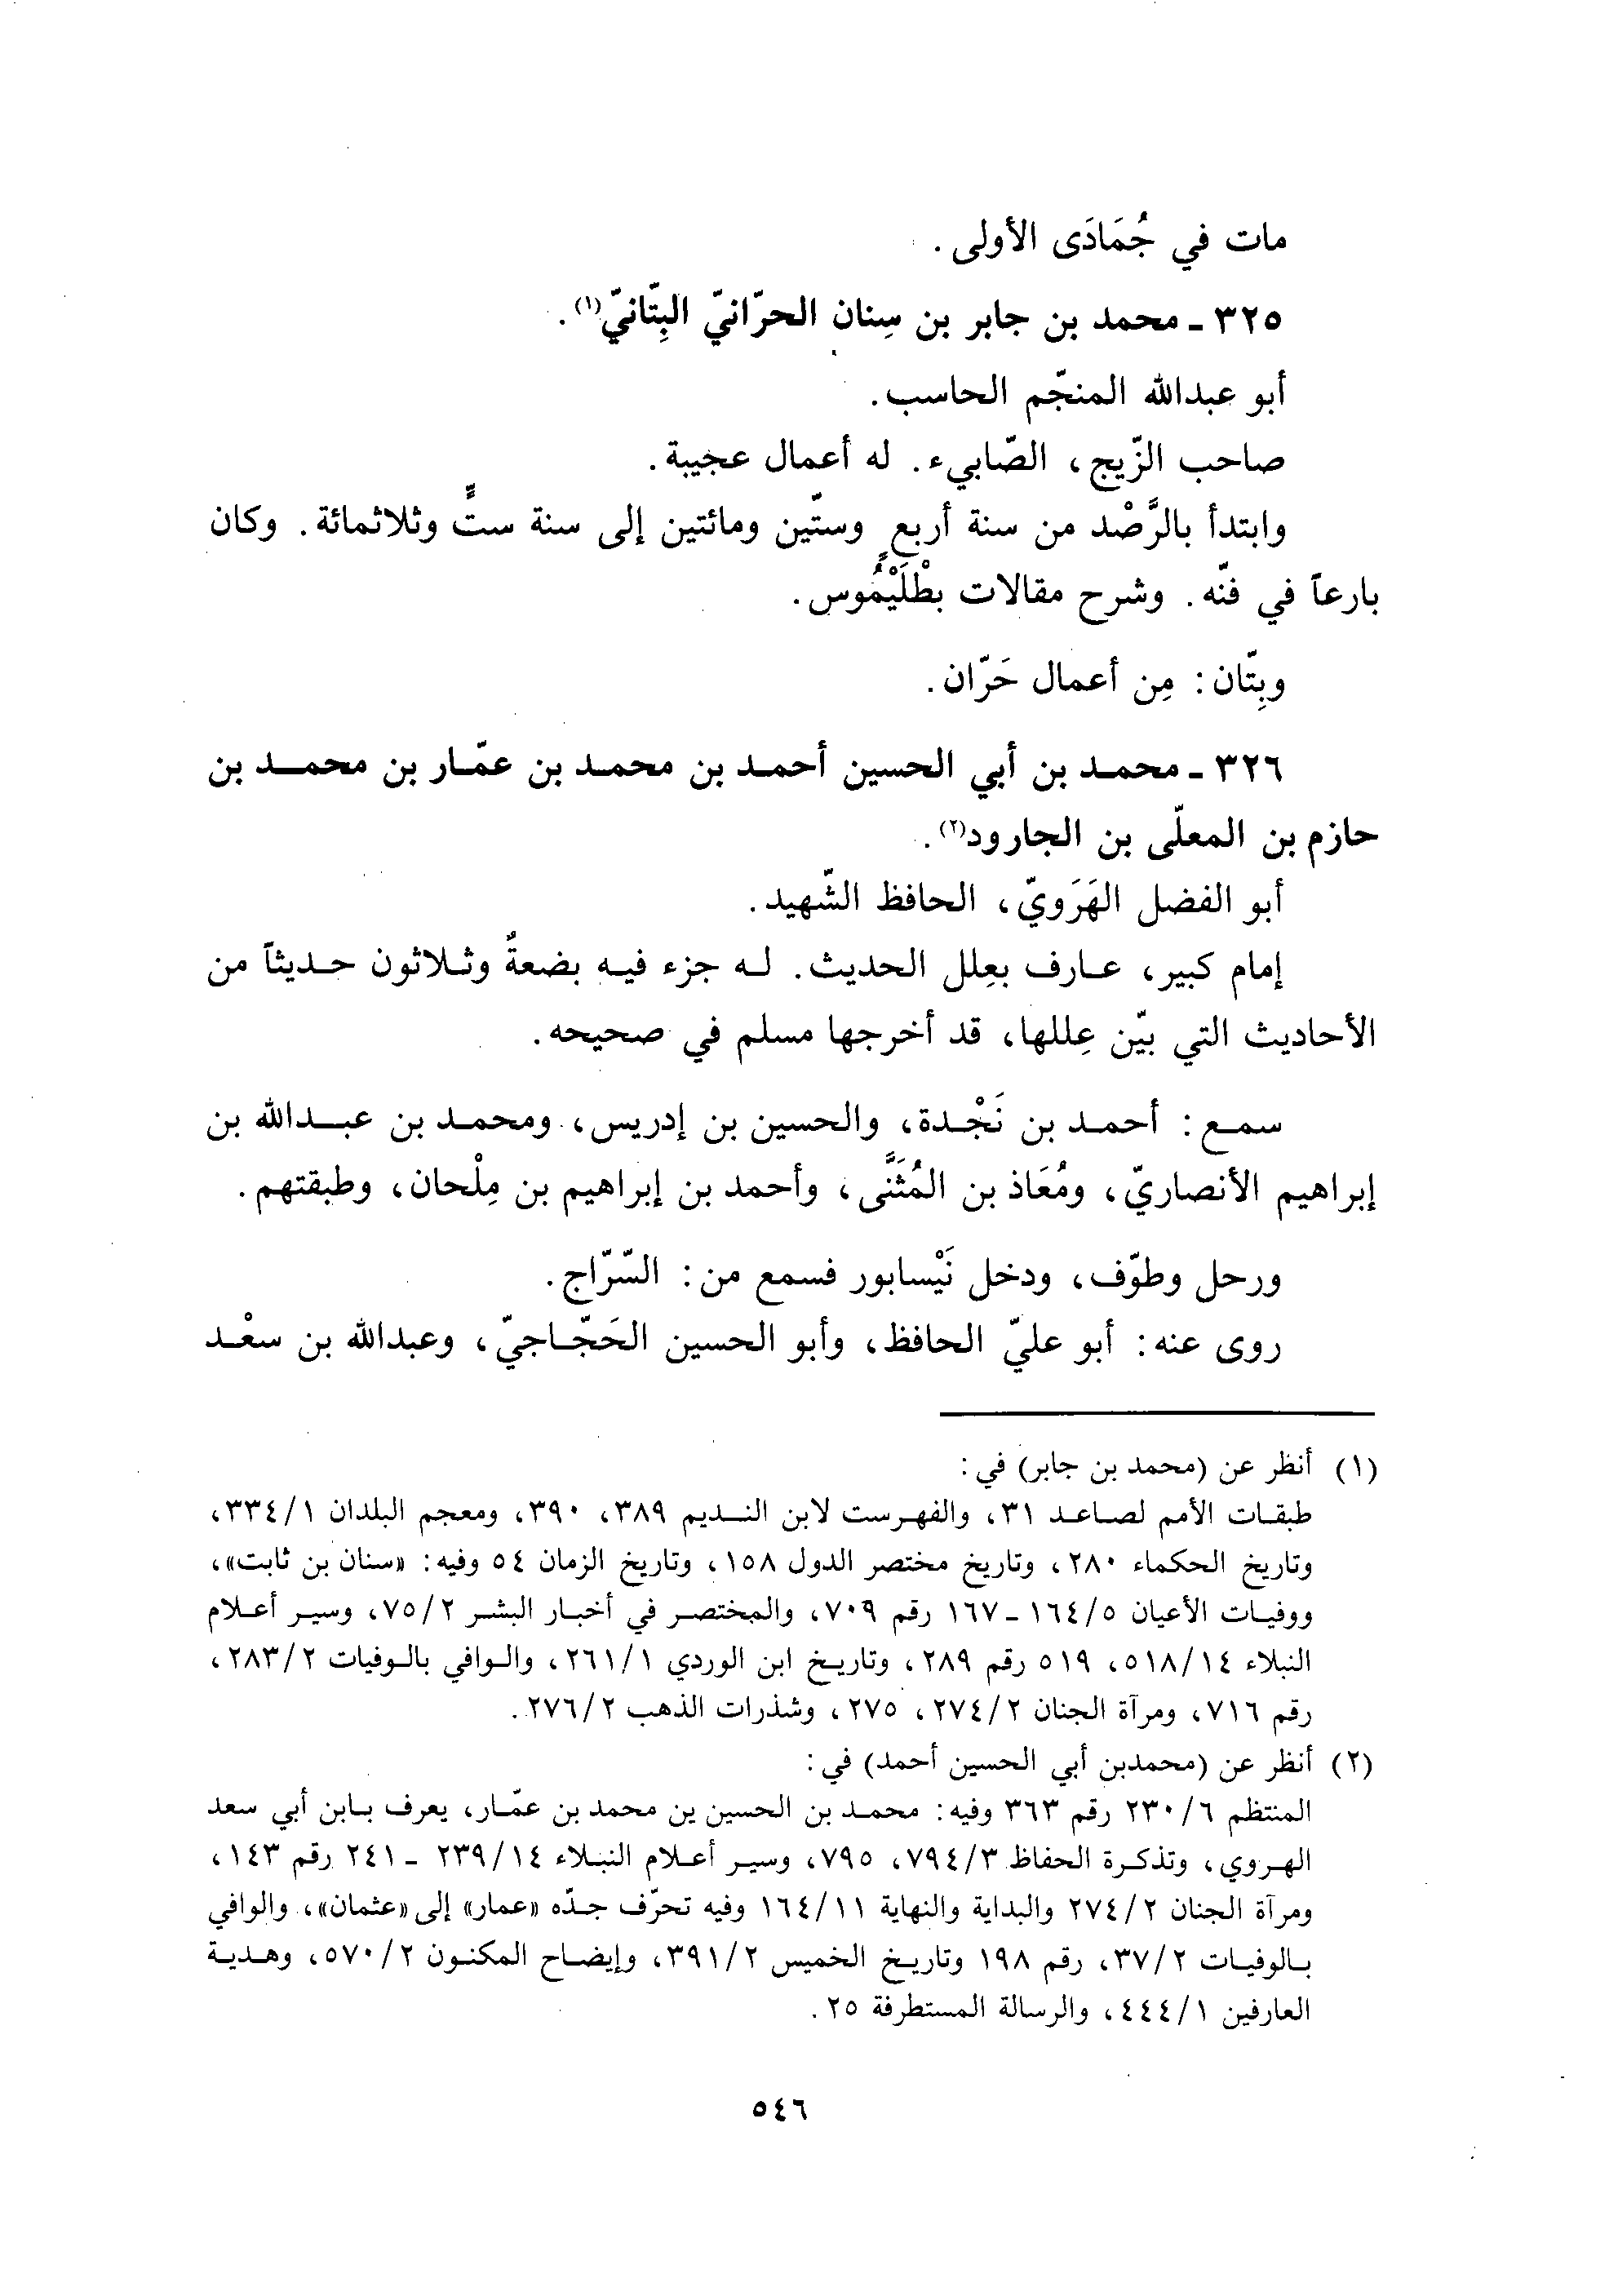 مات في جُمَادَى الأولى.
٣٢٥ ـ محمد بن جابر بن سِنان الحرّانيّ البِتّانيّ(١).
أبو عبدالله المنجّم الحاسب.
صاحب الزّيج، الصّابيء. له أعمال عجيبة.
وابتدأ بالرَّصْد من سنة أربعٍ وستّين ومائتين إلى سنة ستٍّ وثلاثمائة. وكان
بارعاً في فنّه. وشرح مقالات بطْلَيْمُوس.
وبِتّان: مِن أعمال حَرّان.
٣٢٦ ـ محمد بن أبي الحسين أحمد بن محمد بن عمّار بن محمد بن
حازم بن المعلّى بن الجارود(٢).
أبو الفضل الهَرَويّ، الحافظ الشّهيد.
إمام كبير، عارف بعِلل الحديث. له جزء فيه بضعةٌ وثلاثون حديثاً من
الأحاديث التي بيّن عِللها، قد أخرجها مسلم في صحيحه.
سمع: أحمد بن نَجْدة، والحسين بن إدريس، ومحمد بن عبدالله بن
إبراهيم الأنصاريّ، ومُعَاذ بن المُثَنَّى، وأحمد بن إبراهيم بن مِلْحان، وطبقتهم.
ورحل وطوّف، ودخل نَيْسابور فسمع من: السّرّاج.
روى عنه: أبو عليّ الحافظ، وأبو الحسين الحَجّاجيّ، وعبدالله بن سعْد
(١) أنظر عن (محمد بن جابر) في:
طبقات الأمم لصاعد ٣١، والفهرست لابن النديم ٣٨٩، ٣٩٠، ومعجم البلدان ٣٣٤/١،
وتاريخ الحكماء ٢٨٠، وتاريخ مختصر الدول ١٥٨، وتاريخ الزمان ٥٤ وفيه: «سنان بن ثابت»،
ووفيات الأعيان ١٦٤/٥ ـ ١٦٧ رقم ٧٠٩، والمختصر في أخبار البشر ٧٥/٢، وسير أعلام
النبلاء ٥١٨/١٤، ٥١٩ رقم ٢٨٩، وتاريخ ابن الوردي ٢٦١/١، والوافي بالوفيات ٢٨٣/٢،
رقم ٧١٦، ومرآة الجنان ٢٧٤/٢، ٢٧٥، وشذرات الذهب ٢٧٦/٢.
(٢) أنظر عن (محمدبن أبي الحسين أحمد) في:
المنتظم ٢٣٠/٦ رقم ٣٦٣ وفيه: محمد بن الحسين ين محمد بن عمّار، يعرف بابن أبي سعد
الهروي، وتذكرة الحفاظ ٧٩٤/٣، ٧٩٥، وسير أعلام النبلاء ٢٣٩/١٤ ـ ٢٤١ رقم ١٤٣،
ومرآة الجنان ٢٧٤/٢ والبداية والنهاية ١٦٤/١١ وفيه تحرّف جدّه «عمار» إلى «عثمان»، والوافي
بالوفيات ٣٧/٢، رقم ١٩٨ وتاريخ الخميس ٣٩١/٢، وإيضاح المكنون ٥٧٠/٢، وهدية
العارفين ٤٤٤/١، والرسالة المستطرفة ٢٥.
٥٤٦